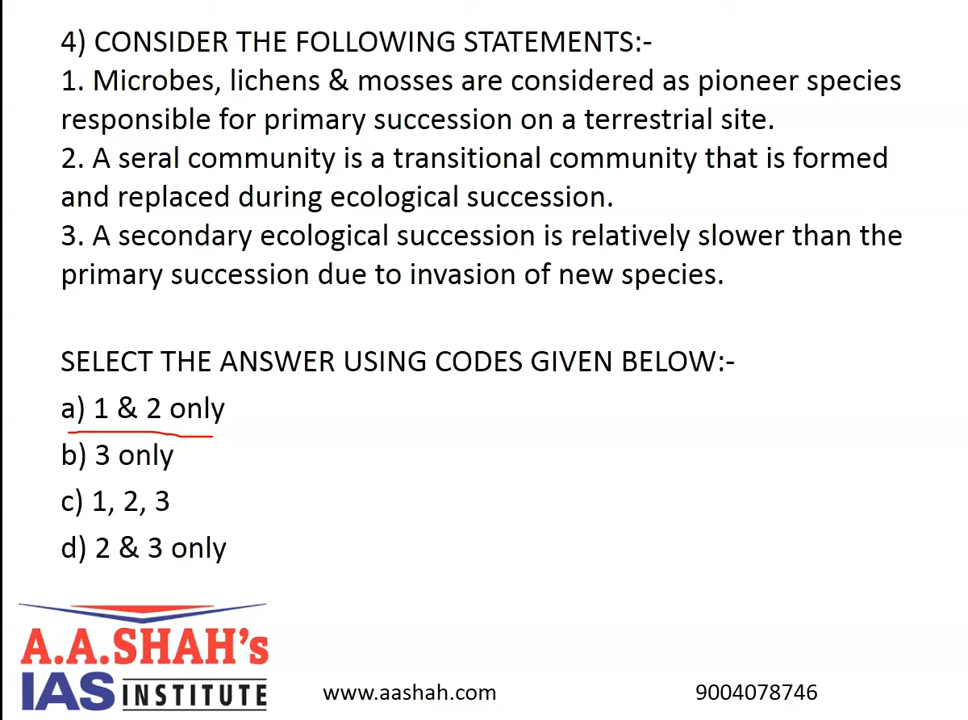 4) CONSIDER THE FOLLOWING STATEMENTS:-
1. Microbes, lichens & mosses are considered as pioneer species
responsible for primary succession on a terrestrial site.
2. A seral community is a transitional community that is formed
and replaced during ecological succession.
3. A secondary ecological succession is relatively slower than the
primary succession due to invasion of new species.
SELECT THE ANSWER USING CODES GIVEN BELOW:-
a) 1 & 2 only
b) 3 only
c) 1, 2, 3
d) 2 & 3 only
A.A.SHAH's
IAS INSTITUTE
www.aashah.com
9004078746